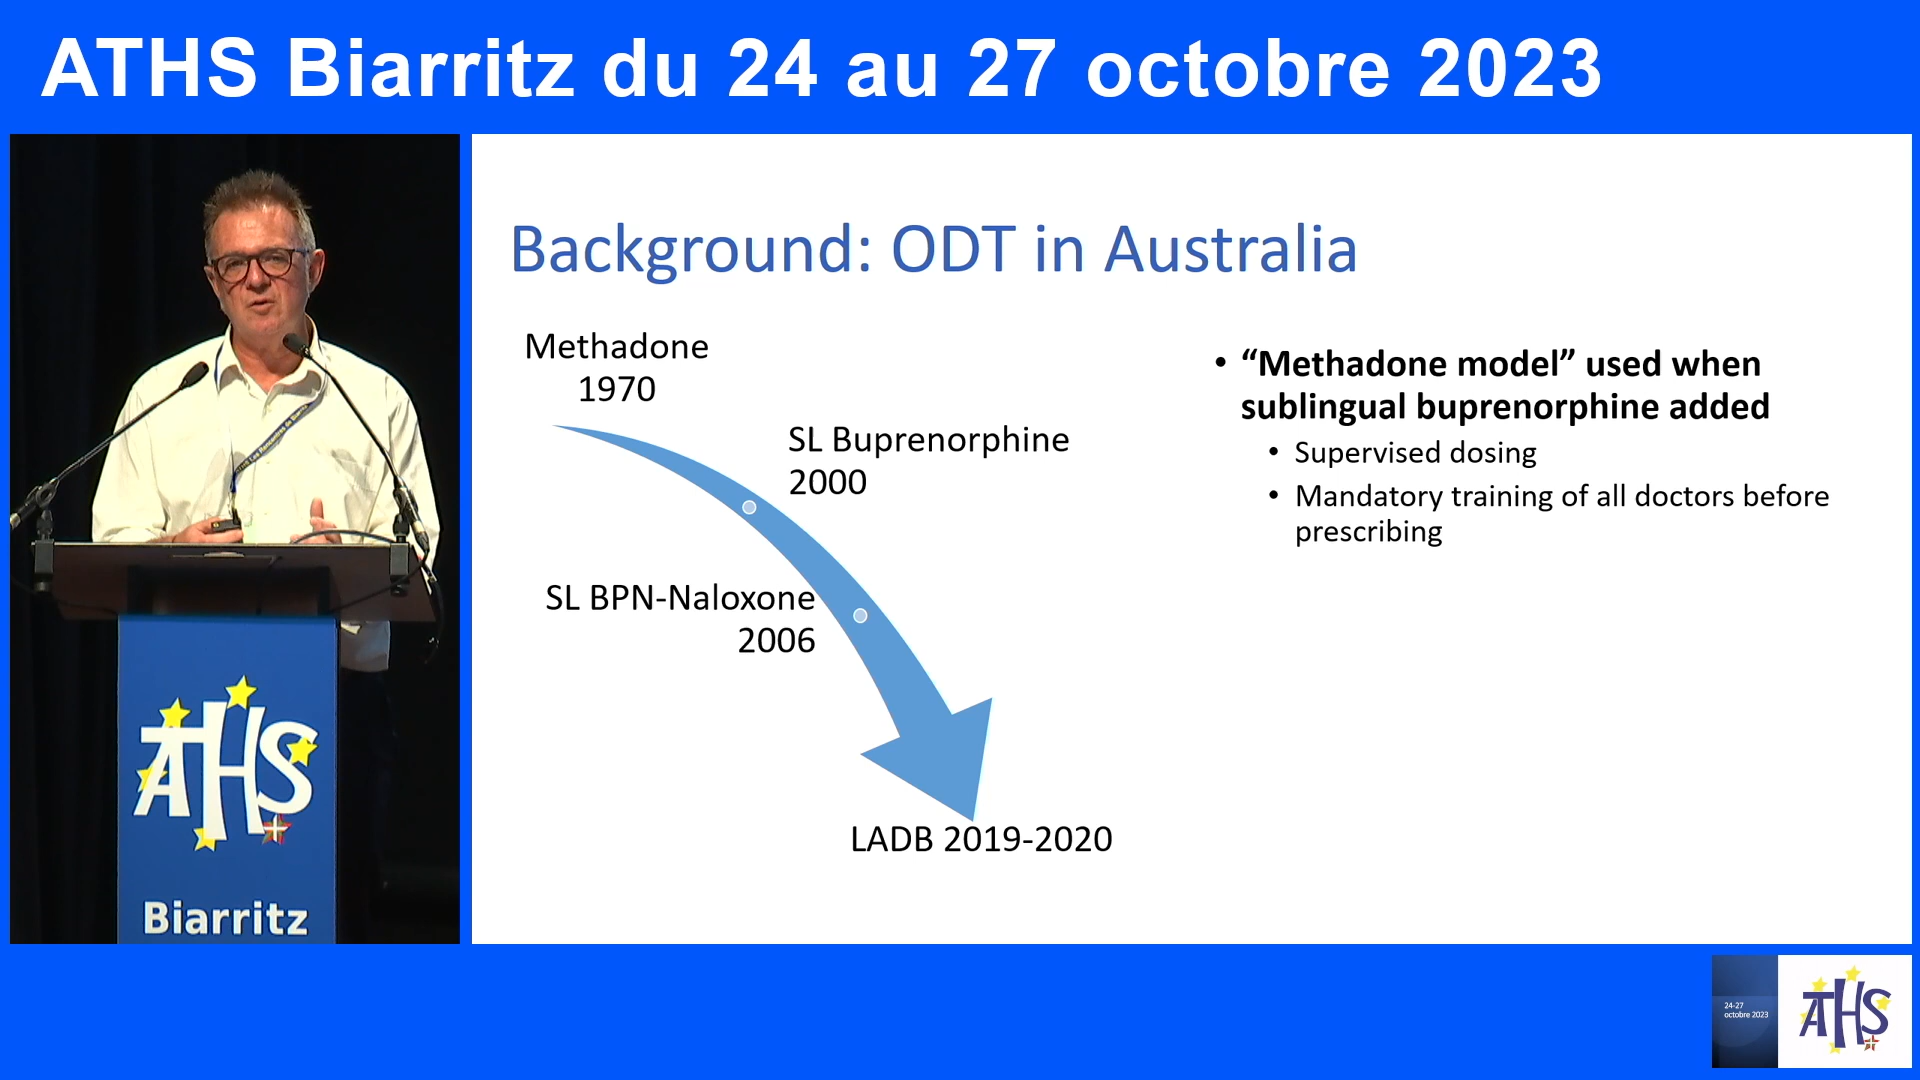 ATHS Biarritz du 24 au 27 octobre 2023
Background: ODT in Australia
Methadone
1970
SL Buprenorphine
2000
SL BPN-Naloxone
2006
LADB 2019-2020
• “Methadone model” used when
sublingual buprenorphine added
• Supervised dosing
• Mandatory training of all doctors before
prescribing
ATHS
Biarritz
24-27
octobre 2023
ATHS